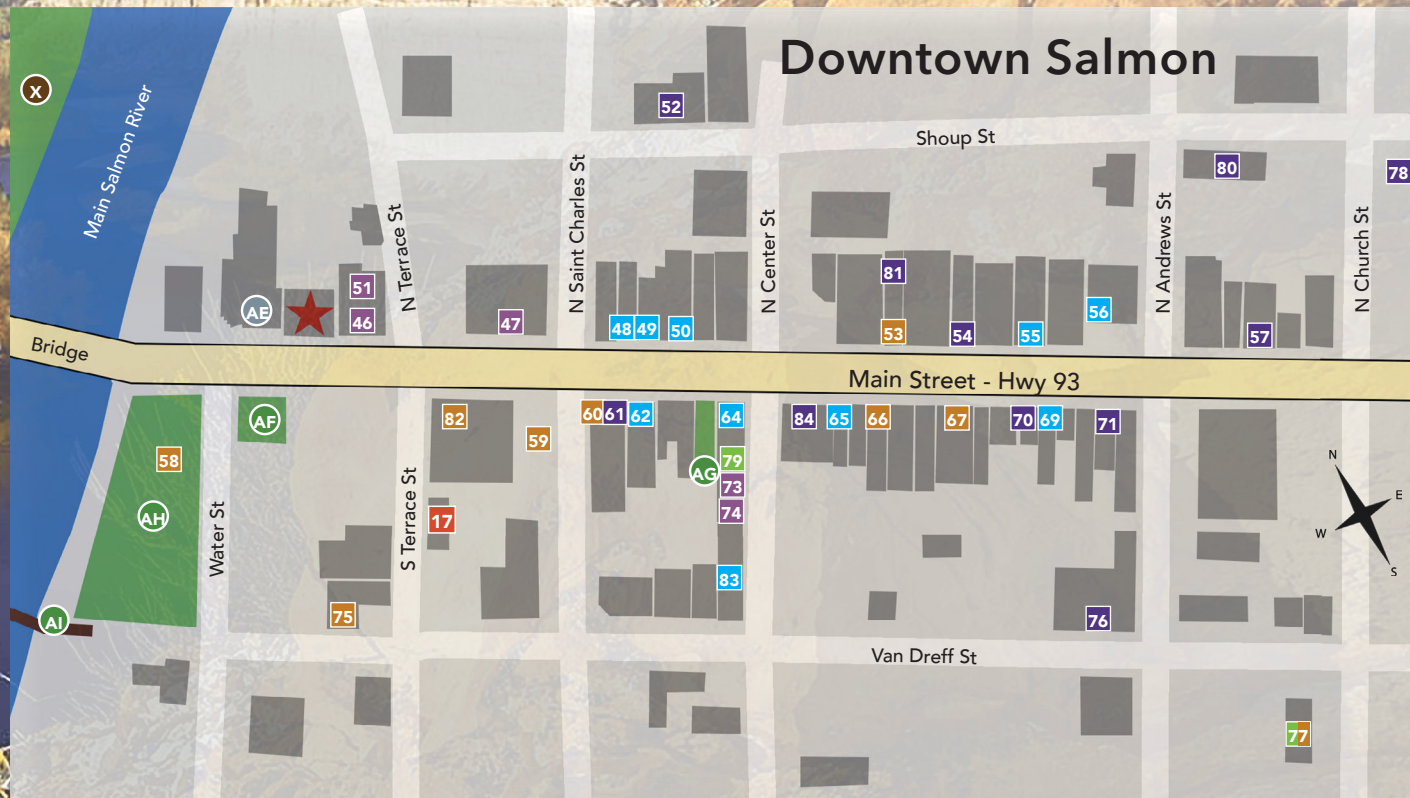 Downtown Salmon
X
Main Salmon River
52
Shoup St
80
78
N Terrace St
N Saint Charles St
N Center St
N Andrews St
N Church St
51
46
AE
47
48
49
50
81
53
54
55
56
57
Bridge
Main Street - Hwy 93
58
AF
AH
AI
Water St
82
59
S Terrace St
17
75
60
61
62
64
AG
79
73
74
83
84
65
66
67
70
69
71
76
Van Dreff St
77
N
E
W
S